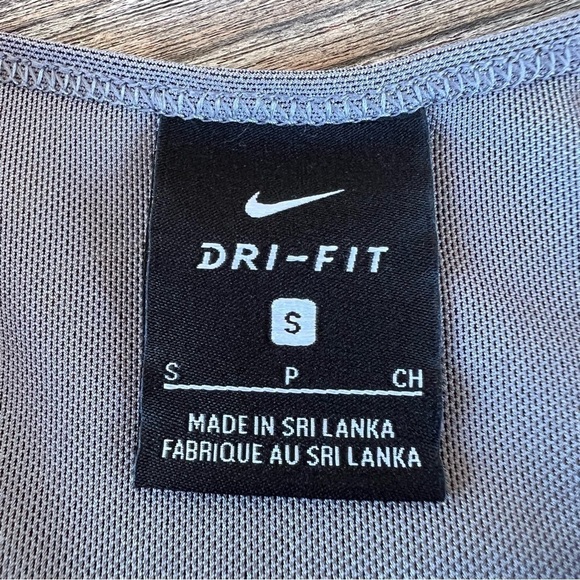 DRI-FIT
S
S P CH
MADE IN SRI LANKA
FABRIQUE AU SRI LANKA